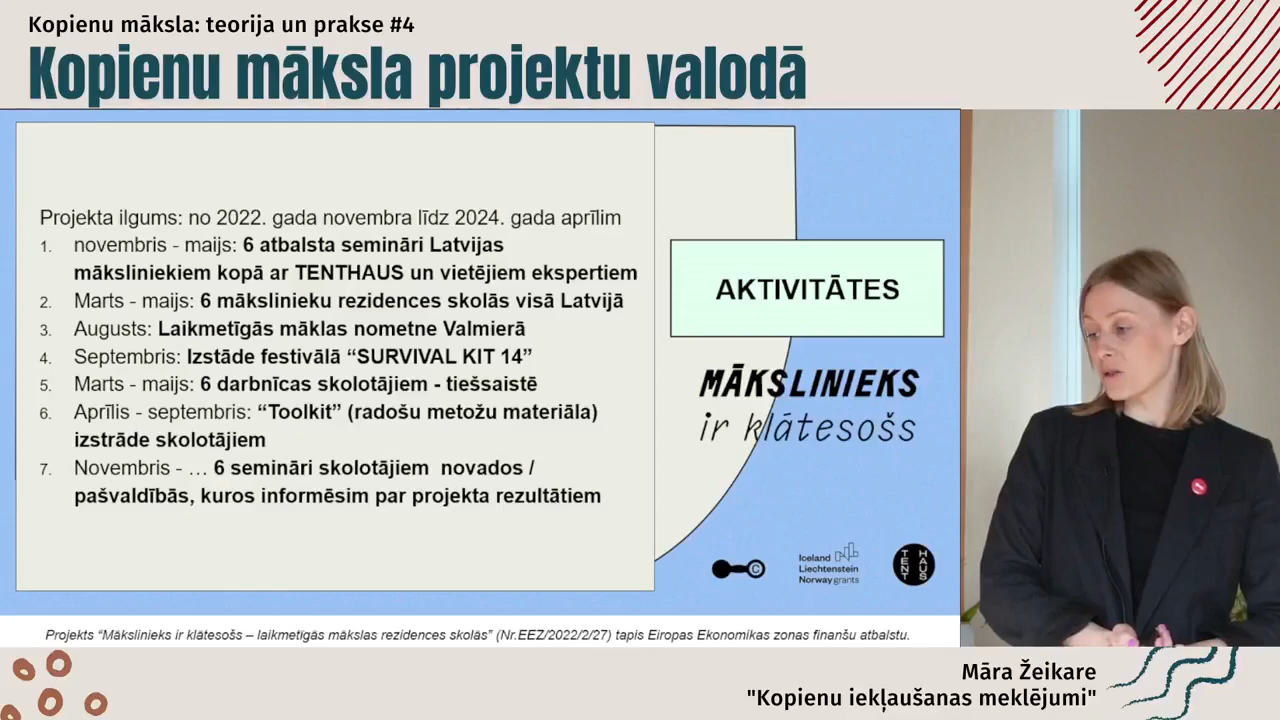 Kopienu māksla: teorija un prakse #4
Kopienu māksla projektu valodā
Projekta ilgums: no 2022. gada novembra līdz 2024. gada aprīlim
1. novembris - maijs: 6 atbalsta semināri Latvijas
māksliniekiem kopā ar TENTHAUS un vietējiem ekspertiem
2. Marts - maijs: 6 mākslinieku rezidences skolās visā Latvijā
3. Augusts: Laikmetīgās māklas nometne Valmierā
4. Septembris: Izstāde festivālā “SURVIVAL KIT 14”
5. Marts - maijs: 6 darbnīcas skolotājiem - tiešsaistē
6. Aprīlis - septembris: “Toolkit” (radošu metožu materiāla)
izstrāde skolotājiem
7. Novembris - … 6 semināri skolotājiem novados /
pašvaldībās, kuros informēsim par projekta rezultātiem
AKTIVITĀTES
MĀKSLINIEKS
ir klātesošs
C
Iceland
Liechtenstein
Norway grants
TENT HAUS
Projekts “Mākslinieks ir klātesošs – laikmetīgās mākslas rezidences skolās” (Nr.EEZ/2022/2/27) tapis Eiropas Ekonomikas zonas finanšu atbalstu.
Māra Žeikare
"Kopienu iekļaušanas meklējumi"